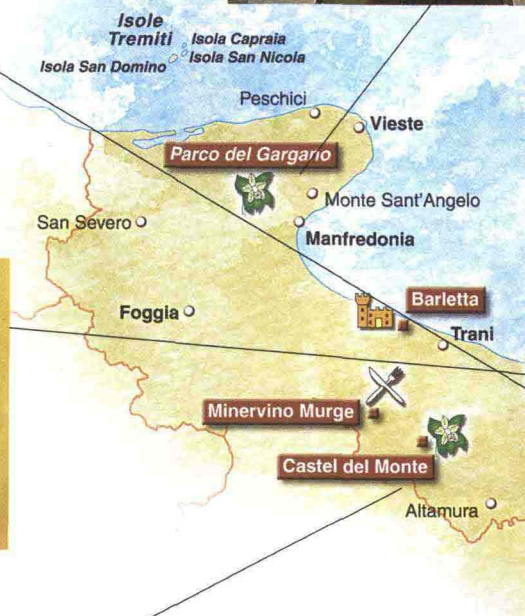 Isole
Tremiti
Isola Capraia
Isola San Nicola
Isola San Domino
Peschici
Vieste
Parco del Gargano
Monte Sant'Angelo
San Severo
Manfredonia
Foggia
Barletta
Trani
Minervino Murge
Castel del Monte
Altamura